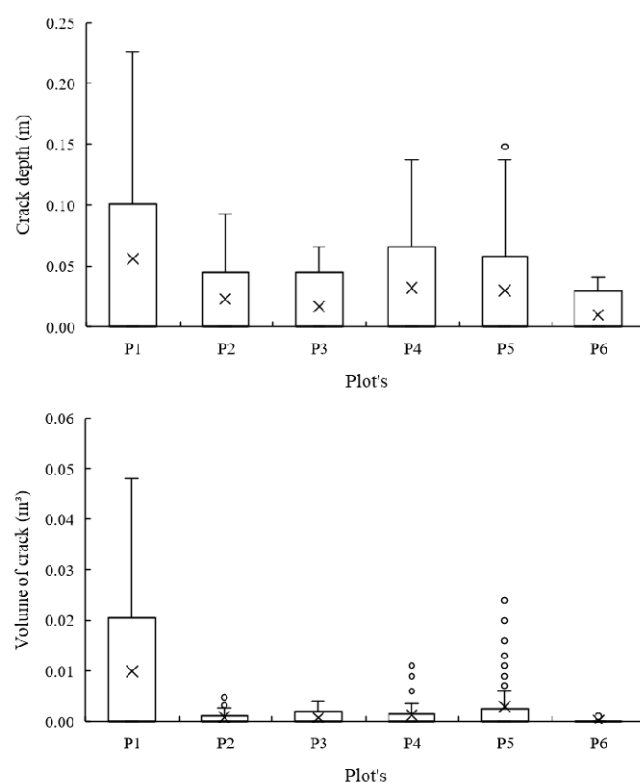 0.25
0.20
0.15
0.10
0.05
0.00
Crack depth (m)
P1 P2 P3 P4 P5 P6
Plot's
0.06
0.05
0.04
0.03
0.02
0.01
0.00
Volume of crack (m³)
P1 P2 P3 P4 P5 P6
Plot's